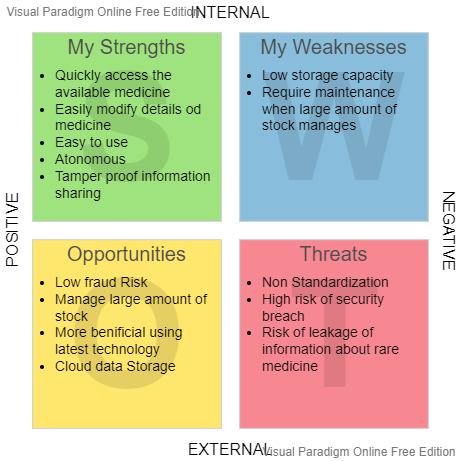 Visual Paradigm Online Free Edition
INTERNAL
My Strengths
Quickly access the
available medicine
Easily modify details od
medicine
Easy to use
Atonomous
Tamper proof information
sharing
My Weaknesses
Low storage capacity
Require maintenance
when large amount of
stock manages
S
W
POSITIVE
NEGATIVE
Opportunities
Low fraud Risk
Manage large amount of
stock
More benificial using
latest technology
Cloud data Storage
Threats
Non Standardization
High risk of security
breach
Risk of leakage of
information about rare
medicine
O
T
EXTERNAL
Visual Paradigm Online Free Edition